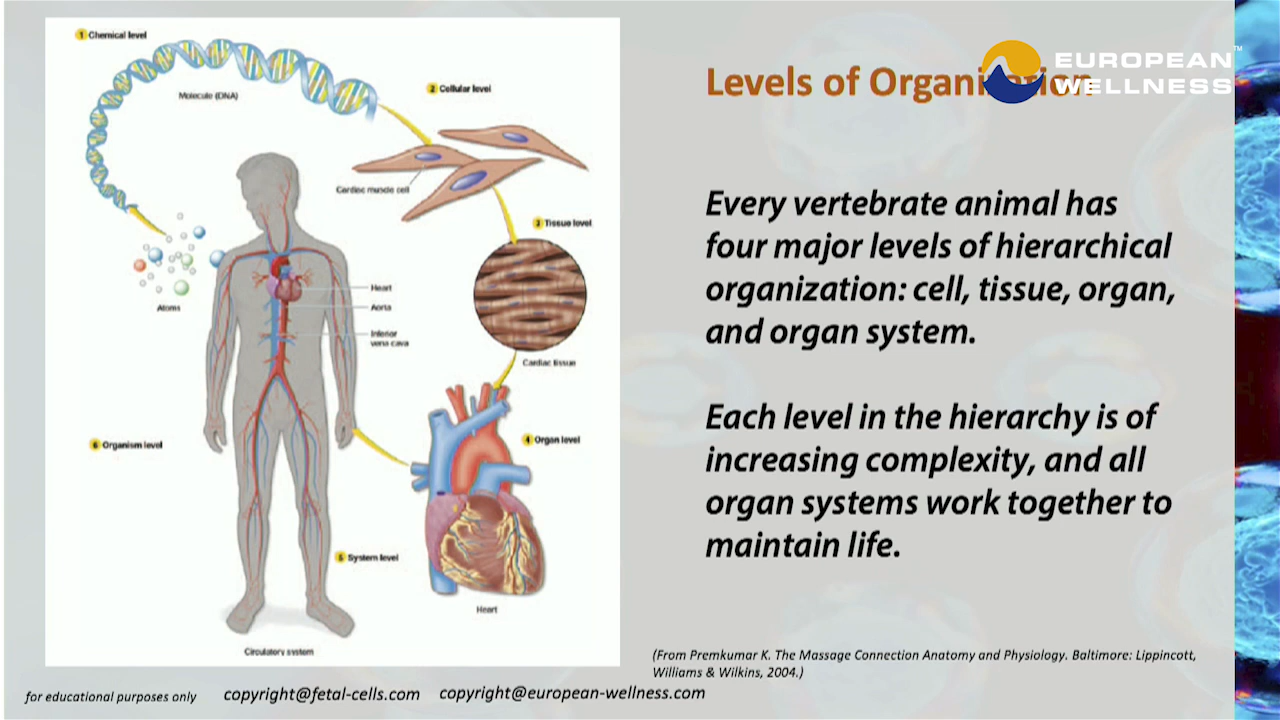 1 Chemical level
Molecule (DNA)
2 Cellular level
Cardiac muscle cell
3 Tissue level
Atoms
Heart
Aorta
Inferior
vena cava
Cardiac tissue
6 Organism level
4 Organ level
5 System level
Heart
Circulatory system
Levels of Organization
EUROPEAN
WELLNESS
TM
Every vertebrate animal has
four major levels of hierarchical
organization: cell, tissue, organ,
and organ system.
Each level in the hierarchy is of
increasing complexity, and all
organ systems work together to
maintain life.
(From Premkumar K. The Massage Connection Anatomy and Physiology. Baltimore: Lippincott,
Williams & Wilkins, 2004.)
for educational purposes only copyright@fetal-cells.com copyright@european-wellness.com